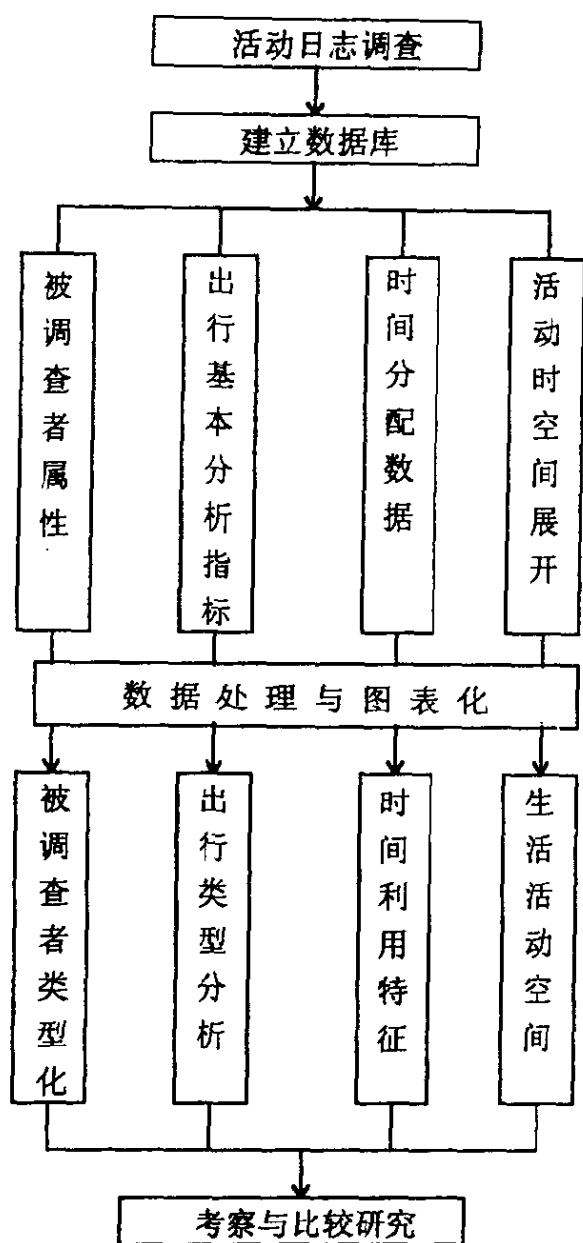 活动日志调查
建立数据库
被调查者属性
出行基本分析指标
时间分配数据
活动时空间展开
数据处理与图表化
被调查者类型化
出行类型分析
时间利用特征
生活活动空间
考察与比较研究